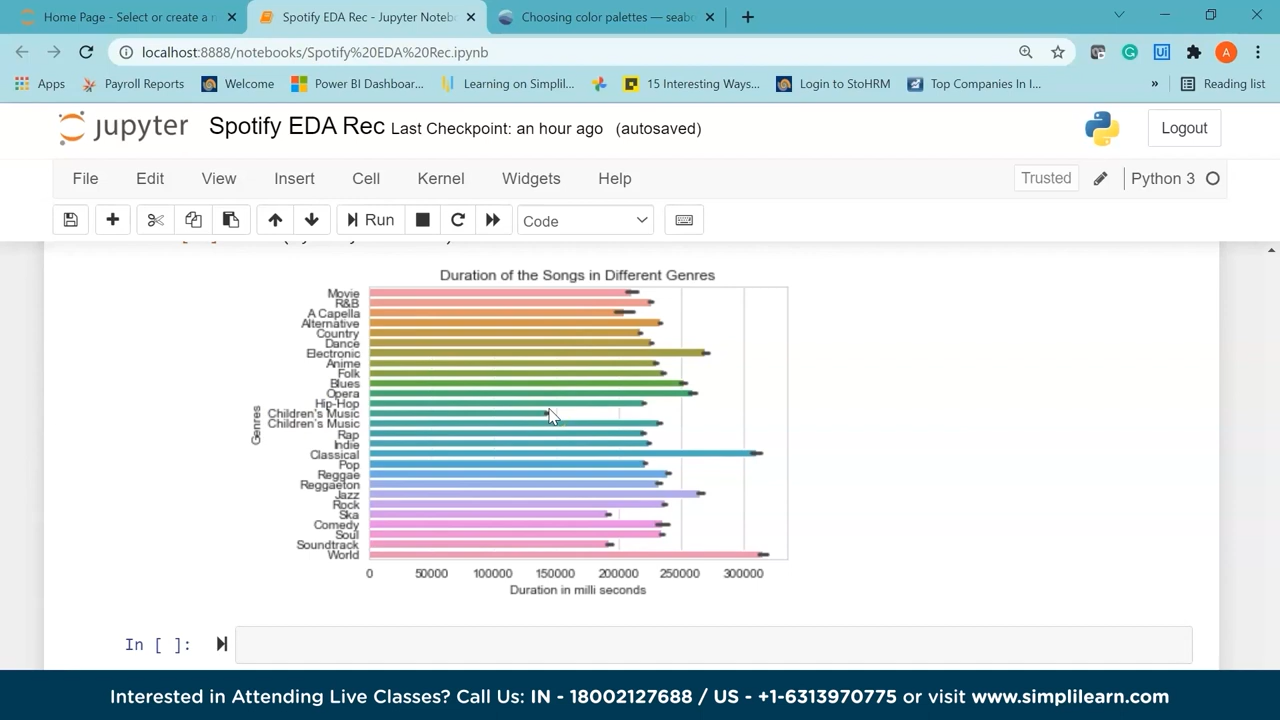 Home Page - Select or create a n
Spotify EDA Rec - Jupyter Notebo
Choosing color palettes — seab
localhost:8888/notebooks/Spotify%20EDA%20Rec.ipynb
Apps
Payroll Reports
Welcome
Power BI Dashboar...
Learning on Simplil...
15 Interesting Ways...
Login to StoHRM
Top Companies In I...
»
Reading list
jupyter Spotify EDA Rec Last Checkpoint: an hour ago (autosaved)
Logout
File Edit View Insert Cell Kernel Widgets Help
Trusted
Python 3
Run
Code
Duration of the Songs in Different Genres
Genres
Movie
R&B
A Capella
Alternative
Country
Dance
Electronic
Anime
Folk
Blues
Opera
Hip-Hop
Children's Music
Children's Music
Rap
Indie
Classical
Pop
Reggae
Reggaeton
Jazz
Rock
Ska
Comedy
Soul
Soundtrack
World
0 50000 100000 150000 200000 250000 300000
Duration in milli seconds
In [ ]:
Interested in Attending Live Classes? Call Us: IN - 18002127688 / US - +1-6313970775 or visit www.simplilearn.com